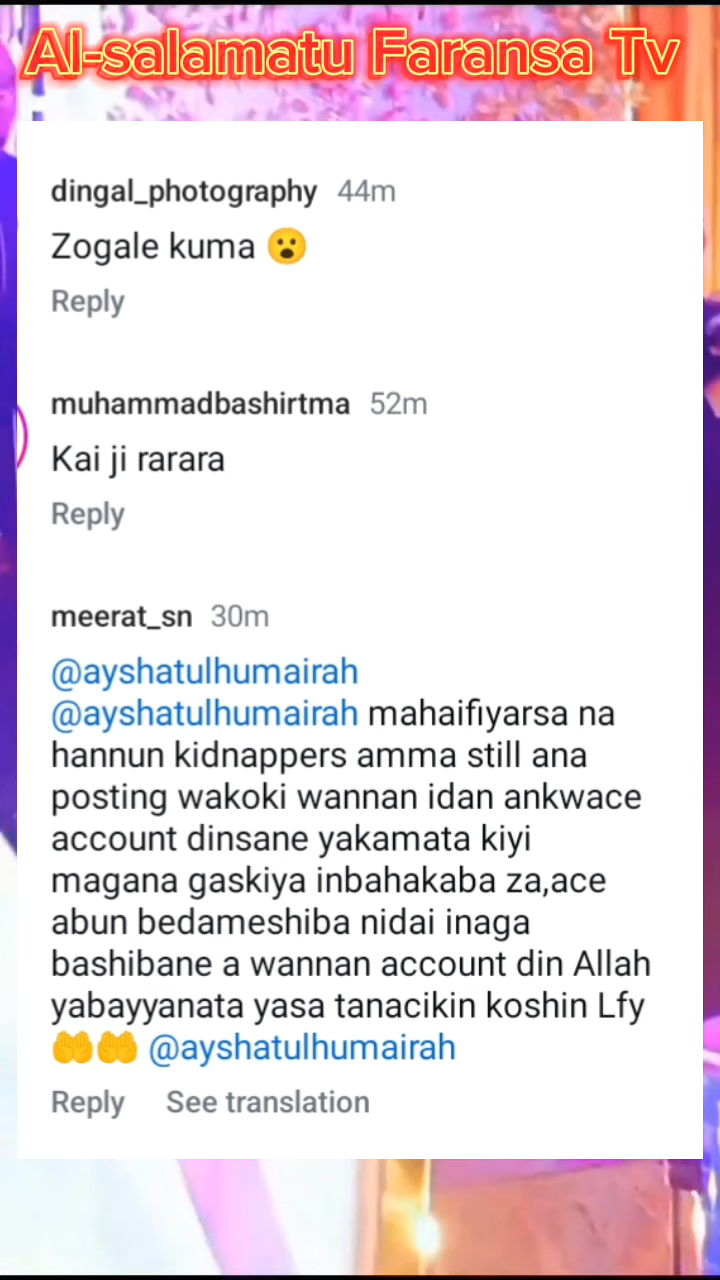 Al-salamatu Faransa Tv
dingal_photography 44m
Zogale kuma 😮
Reply
muhammadbashirtma 52m
Kai ji rarara
Reply
meerat_sn 30m
@ayshatulhumairah
@ayshatulhumairah mahaifiyarsa na
hannun kidnappers amma still ana
posting wakoki wannan idan ankwace
account dinsane yakamata kiyi
magana gaskiya inbahakaba za,ace
abun bedameshiba nidai inaga
bashibane a wannan account din Allah
yabayyanata yasa tanacikin koshin Lfy
🤲🤲 @ayshatulhumairah
Reply See translation